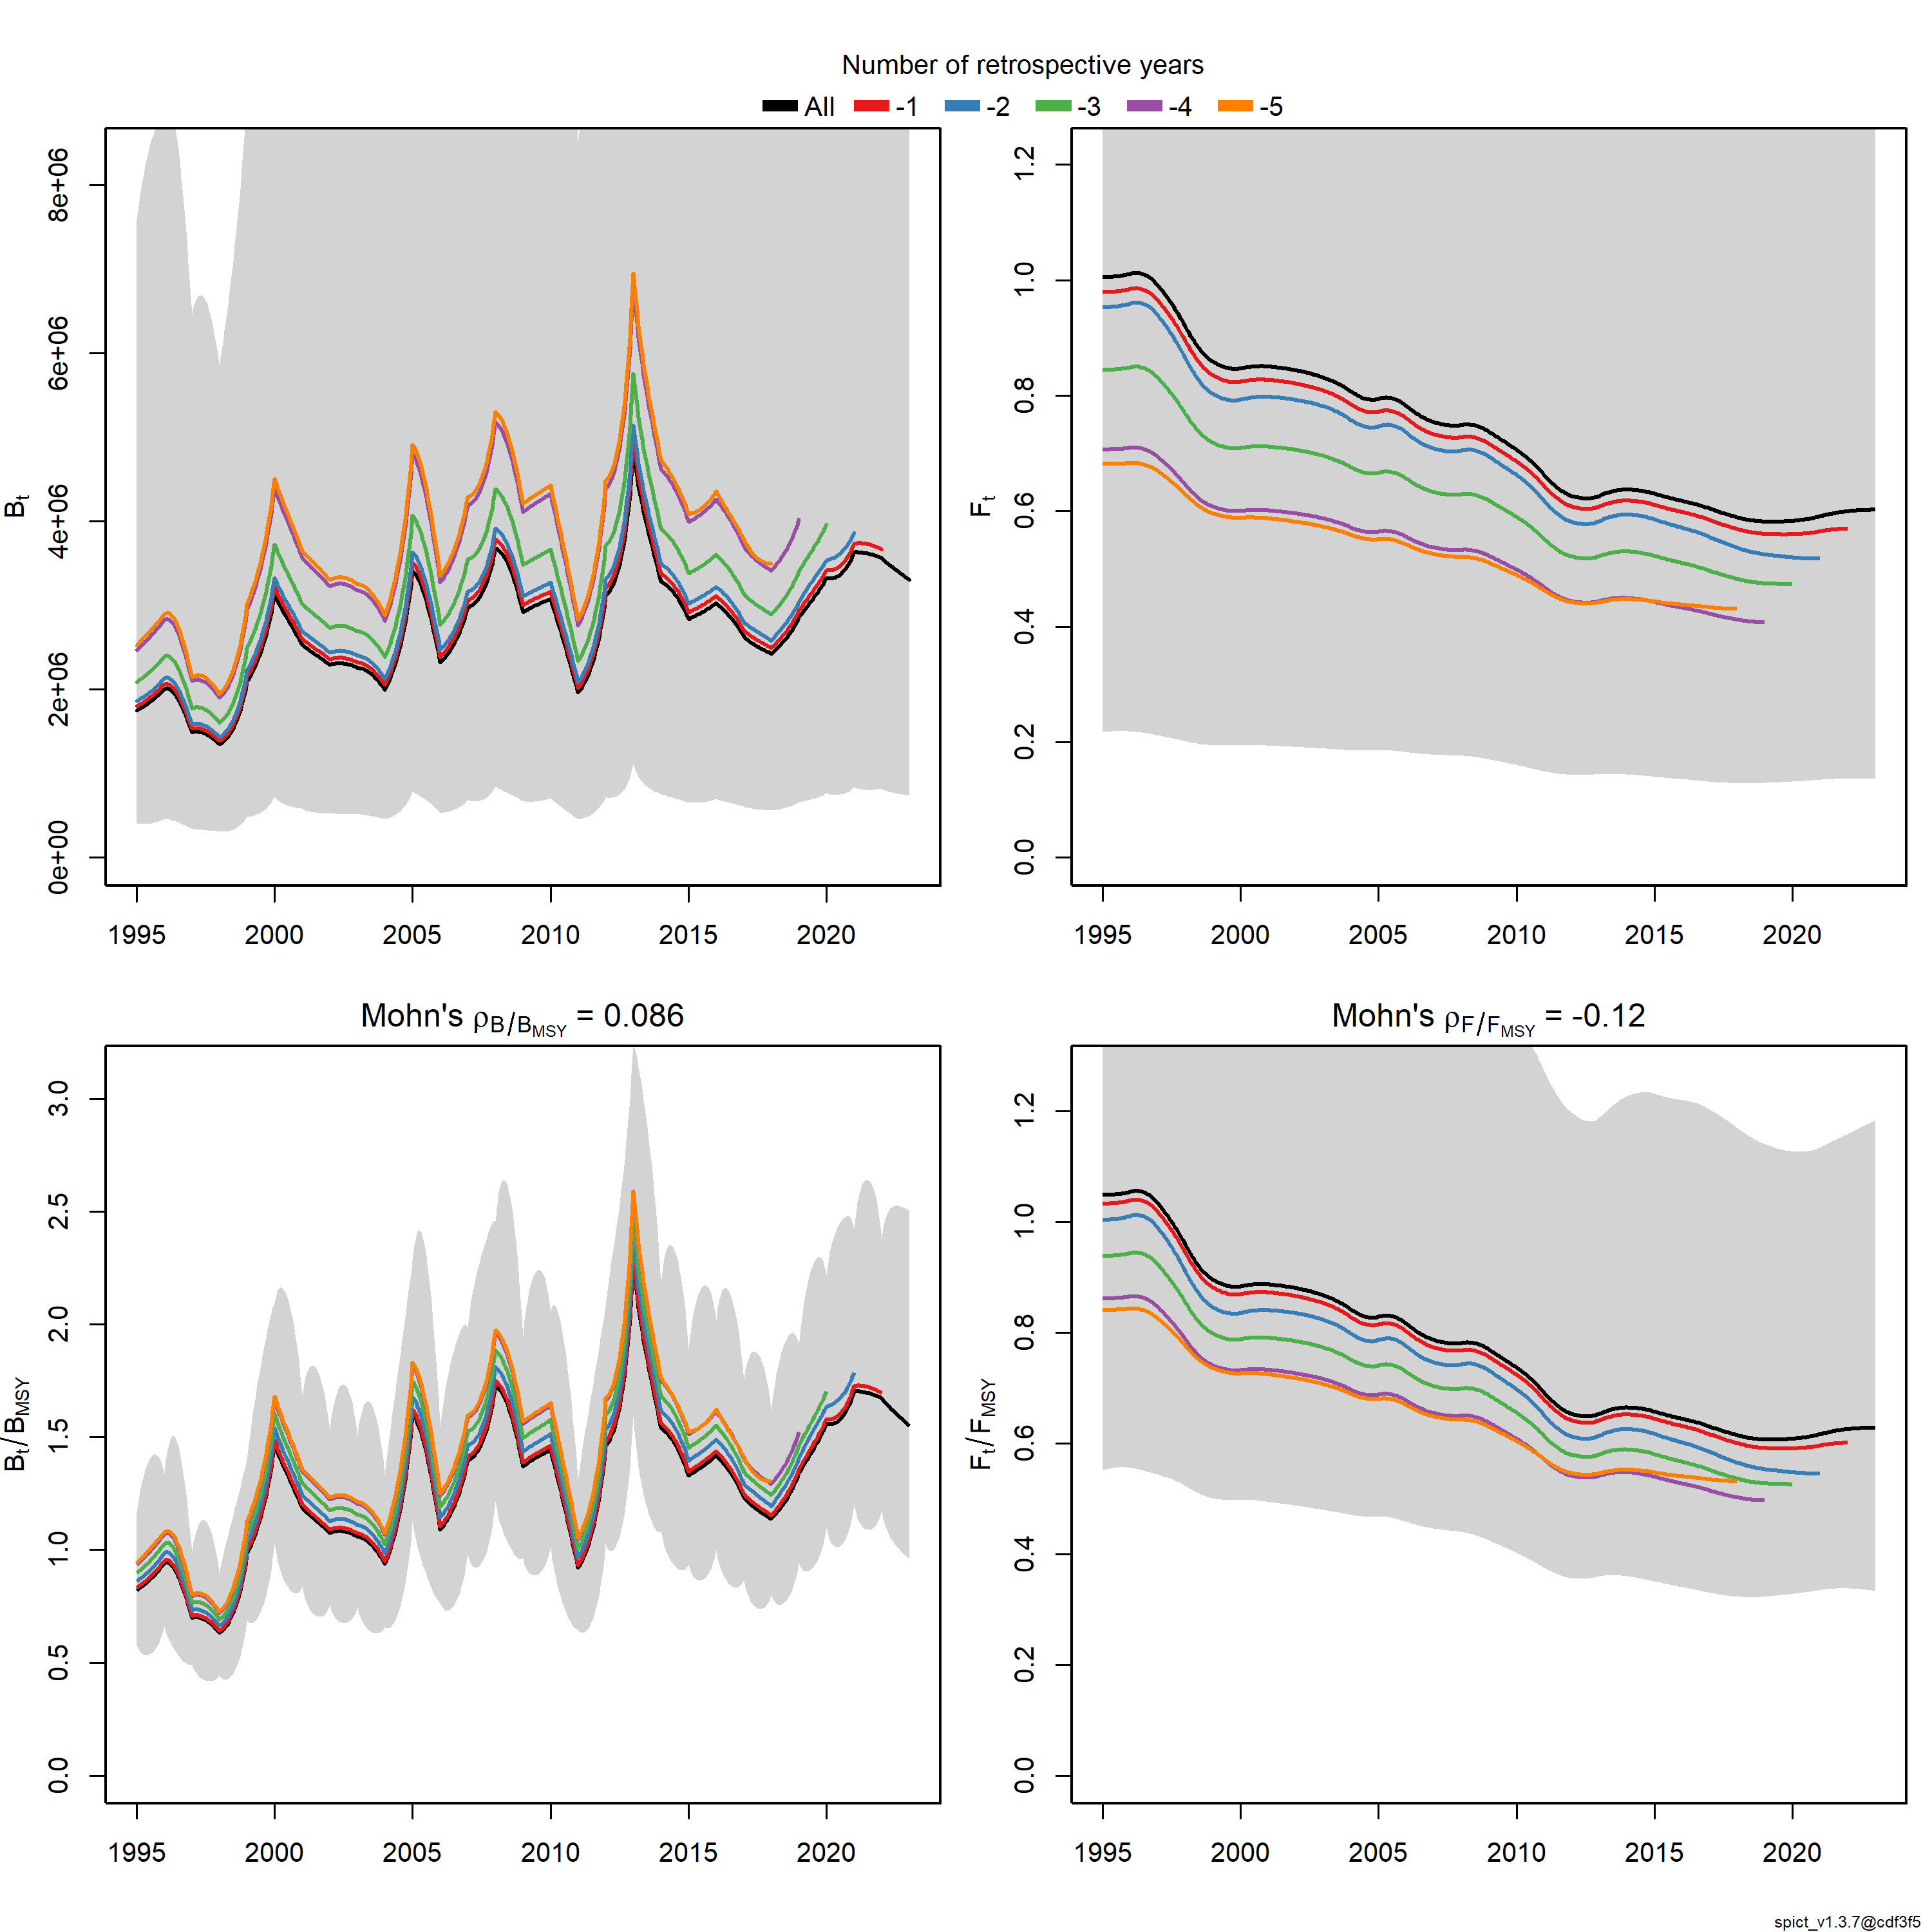 Number of retrospective years
All -1 -2 -3 -4 -5
Bt
0e+00 2e+06 4e+06 6e+06 8e+06
1995 2000 2005 2010 2015 2020
Ft
0.0 0.2 0.4 0.6 0.8 1.0 1.2
1995 2000 2005 2010 2015 2020
Mohn's ρB/BMSY = 0.086
Bt/BMSY
0.0 0.5 1.0 1.5 2.0 2.5 3.0
1995 2000 2005 2010 2015 2020
Mohn's ρF/FMSY = -0.12
Ft/FMSY
0.0 0.2 0.4 0.6 0.8 1.0 1.2
1995 2000 2005 2010 2015 2020
spict_v1.3.7@cdf3f5